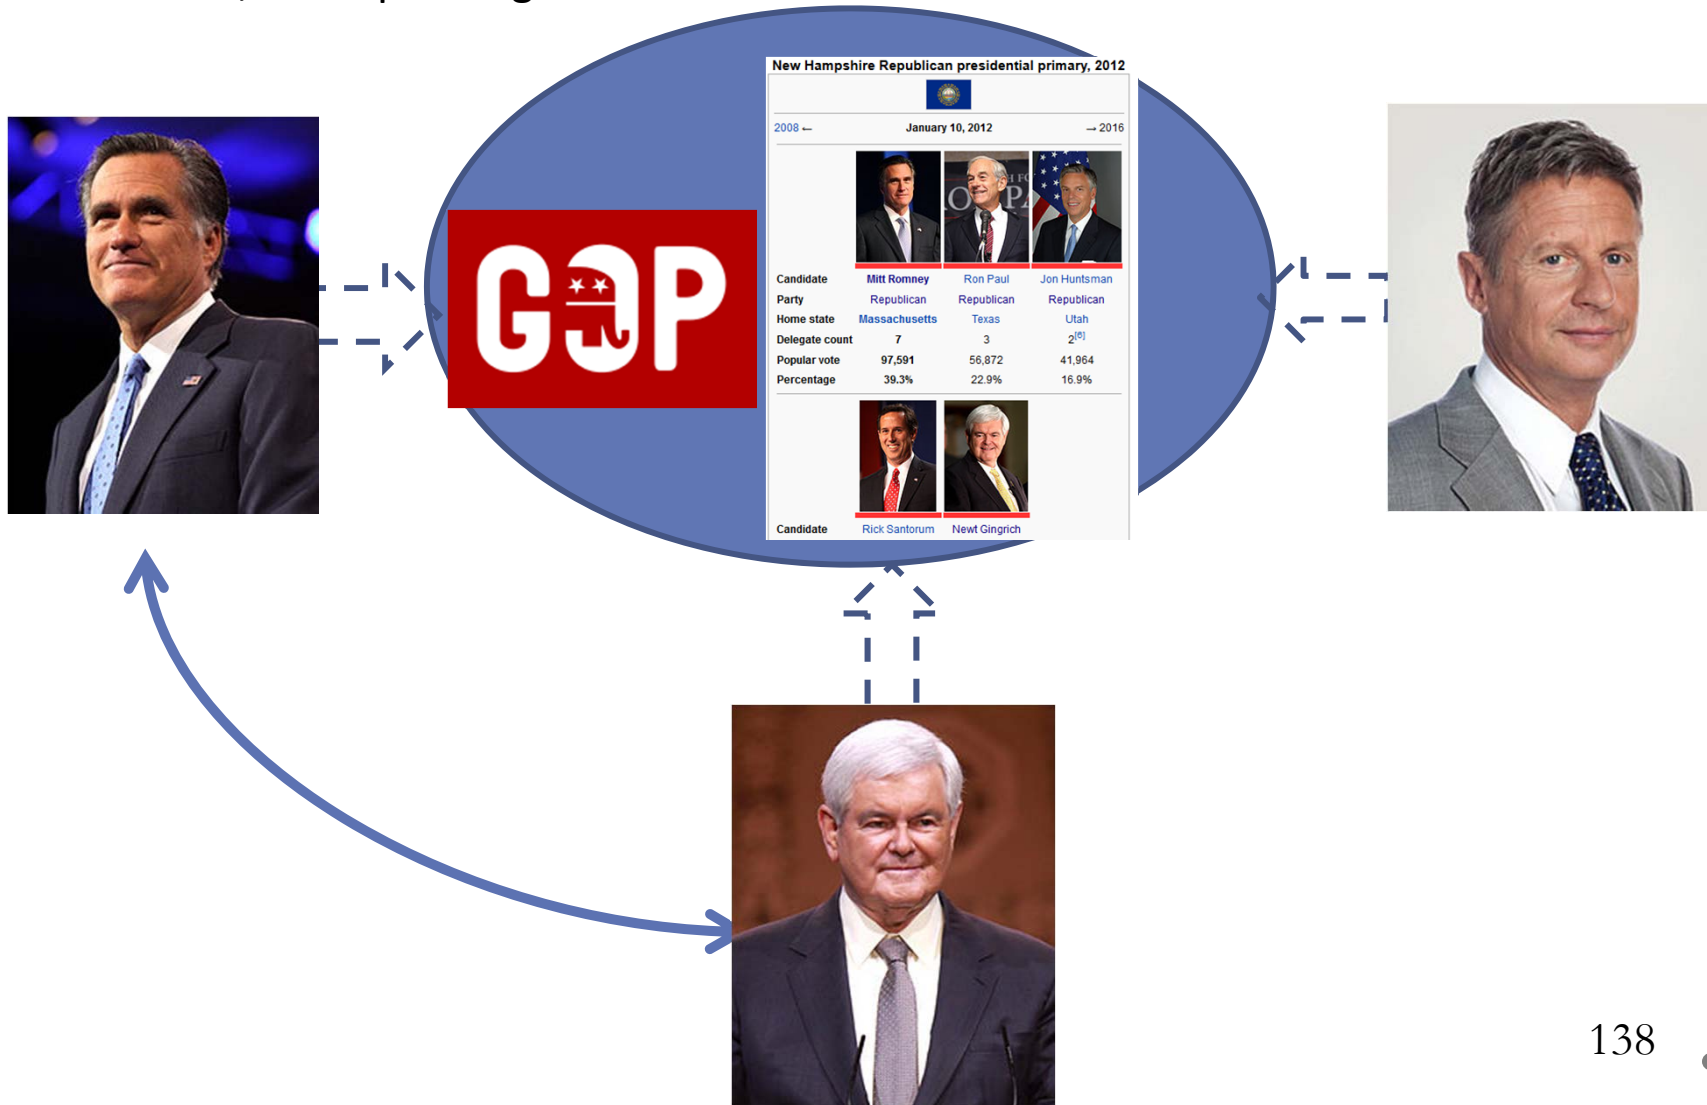 New Hampshire Republican presidential primary, 2012
2008 ← January 10, 2012 → 2016
GOP
Candidate Mitt Romney Ron Paul Jon Huntsman
Party Republican Republican Republican
Home state Massachusetts Texas Utah
Delegate count 7 3 2[6]
Popular vote 97,591 56,872 41,964
Percentage 39.3% 22.9% 16.9%
Candidate Rick Santorum Newt Gingrich
138